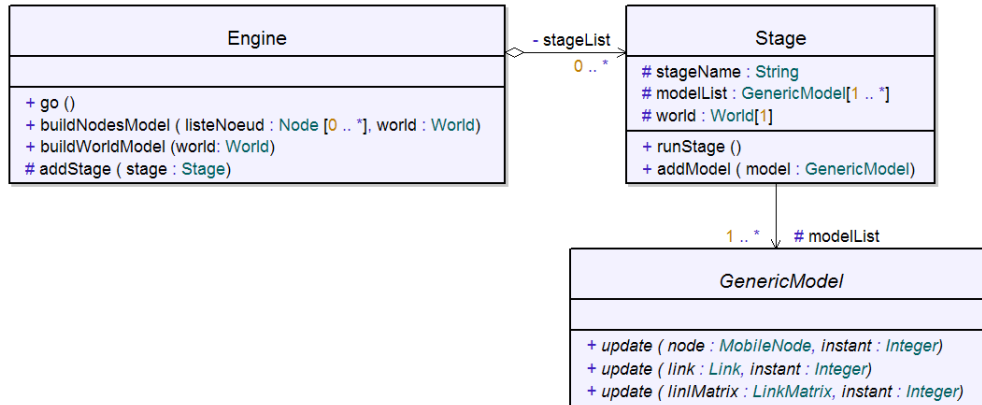 Engine
+ go ()
+ buildNodesModel ( listeNoeud : Node [0 .. *], world : World)
+ buildWorldModel (world: World)
# addStage ( stage : Stage)
- stageList
0 .. *
Stage
# stageName : String
# modelList : GenericModel[1 .. *]
# world : World[1]
+ runStage ()
+ addModel ( model : GenericModel)
1 .. * # modelList
GenericModel
+ update ( node : MobileNode, instant : Integer)
+ update ( link : Link, instant : Integer)
+ update ( linlMatrix : LinkMatrix, instant : Integer)